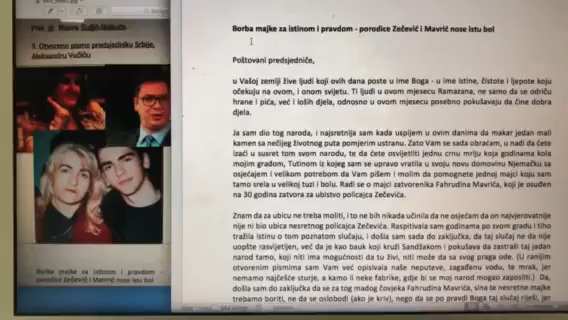 3. Otvoreno pismo predsjedniku Srbije,
Aleksandru Vučiću
Borba majke za istinom i pravdom -
porodice Zečević i Mavrić nose istu bol
Borba majke za istinom i pravdom - porodice Zečević i Mavrić nose istu bol
Poštovani predsjedniče,
u Vašoj zemlji žive ljudi koji ovih dana poste u ime Boga - u ime istine, čistote i ljepote koju
očekuju na ovom, i onom svijetu. Ti ljudi u ovom mjesecu Ramazana, ne samo da se odriču
hrane i pića, već i loših djela, odnosno u ovom mjesecu posebno pokušavaju da čine dobra
djela.
Ja sam dio tog naroda, i najsretnija sam kada uspijem u ovim danima da makar jedan mali
kamen sa nečijeg životnog puta pomjerim ustranu. Zato Vam se sada obraćam, u nadi da ćete
izaći u susret tom svom narodu, te da ćete osvijetliti jednu crnu mrlju koja godinama kola
mojim gradom, Tutinom iz kojeg sam se upravo vratila u svoju novu domovinu Njemačku sa
osjećajem i velikom potrebom da Vam pišem i molim da pomognete jednoj majci koju sam
tamo srela u velikoj tuzi i bolu. Radi se o majci zatvorenika Fahrudina Mavrića, koji je osuđen
na 30 godina zatvora za ubistvo policajca Zečevića.
Znam da za ubicu ne treba moliti, i to ne bih nikada učinila da ne osjećam da on najvjerovatnije
nije ni bio ubica nesretnog policajca Zečevića. Raspitivala sam godinama po svom gradu i tiho
tražila istinu o tom poznatom slučaju, i došla sam sada do zaključka, da taj slučaj da nije
uopšte rasvijetljen, već da je kao bauk koji kruži Sandžakom i pokušava da zastraši taj jadan
narod tamo, koji niti ima mogućnosti da tu živi, niti može da sa svog praga ode. (U ranijim
otvorenim pismima sam Vam već opisivala naše neputeve, zagađenu vodu, te mrak, jer
nemamo najčešće sturje, a kamo li neke fabrike, gdje bi se moj narod mogao zaposliti.) Da,
došla sam do zaključka da se za tog madog čovjeka Fahrudina Mavrića, sina te nesretne majke
trebamo boriti, ne da se oslobodi (ako je kriv), nego da se po pravdi Boga taj slučaj riješi, jer